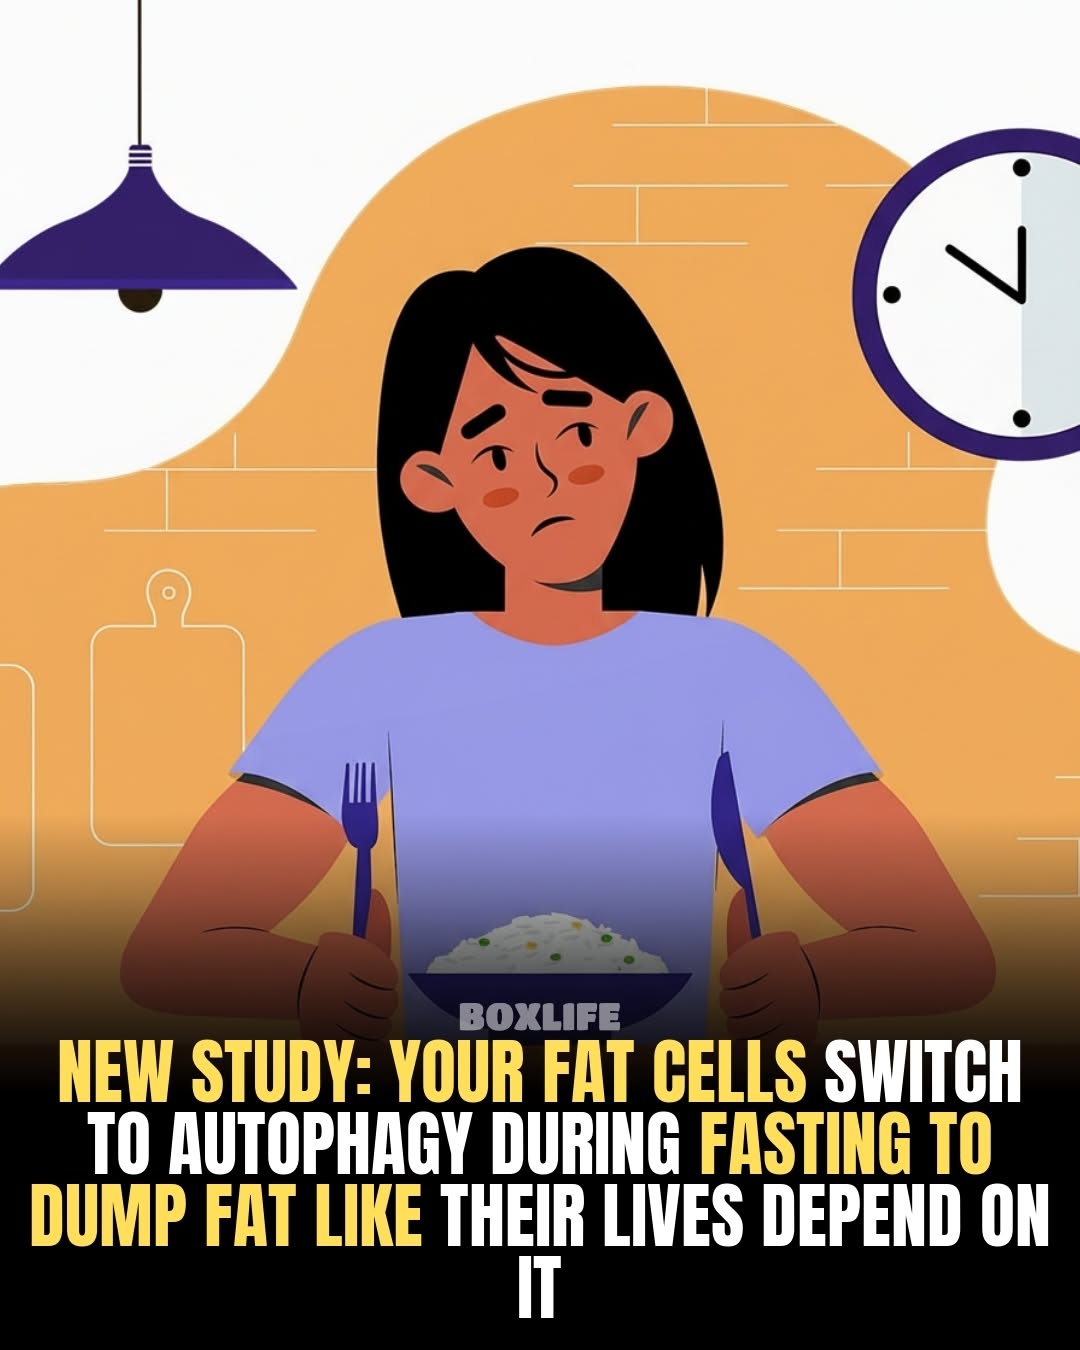 BOXLIFE
NEW STUDY: YOUR FAT CELLS SWITCH
TO AUTOPHAGY DURING FASTING TO
DUMP FAT LIKE THEIR LIVES DEPEND ON
IT